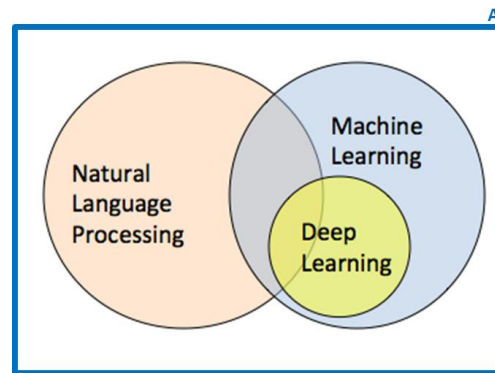 A
Machine
Learning
Natural
Language
Processing
Deep
Learning